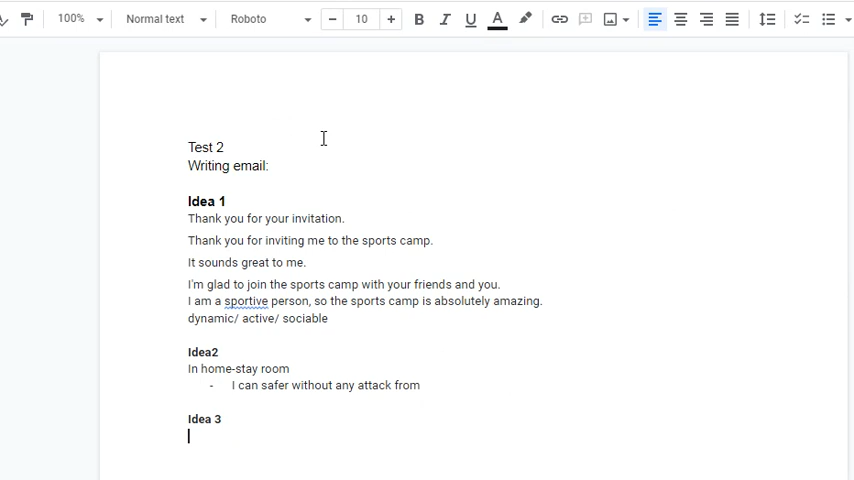 100%
Normal text
Roboto
− 10 +
B I U A
Test 2
Writing email:
Idea 1
Thank you for your invitation.
Thank you for inviting me to the sports camp.
It sounds great to me.
I'm glad to join the sports camp with your friends and you.
I am a sportive person, so the sports camp is absolutely amazing.
dynamic/ active/ sociable
Idea2
In home-stay room
- I can safer without any attack from
Idea 3